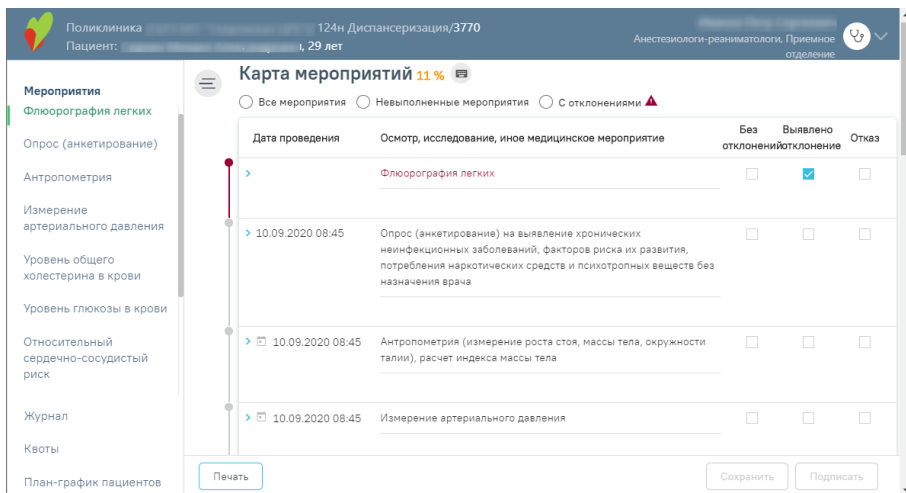 Поликлиника 124н Диспансеризация/3770
Пациент: , 29 лет
Анестезиологи-реаниматологи, Приемное
отделение
Мероприятия
Флюорография легких
Опрос (анкетирование)
Антропометрия
Измерение
артериального давления
Уровень общего
холестерина в крови
Уровень глюкозы в крови
Относительный
сердечно-сосудистый
риск
Журнал
Квоты
План-график пациентов
Карта мероприятий 11 %
Все мероприятия Невыполненные мероприятия С отклонениями
Дата проведения Осмотр, исследование, иное медицинское мероприятие Без отклонений Выявлено отклонение Отказ
Флюорография легких
10.09.2020 08:45 Опрос (анкетирование) на выявление хронических
неинфекционных заболеваний, факторов риска их развития,
потребления наркотических средств и психотропных веществ без
назначения врача
10.09.2020 08:45 Антропометрия (измерение роста стоя, массы тела, окружности
талии), расчет индекса массы тела
10.09.2020 08:45 Измерение артериального давления
Печать Сохранить Подписать